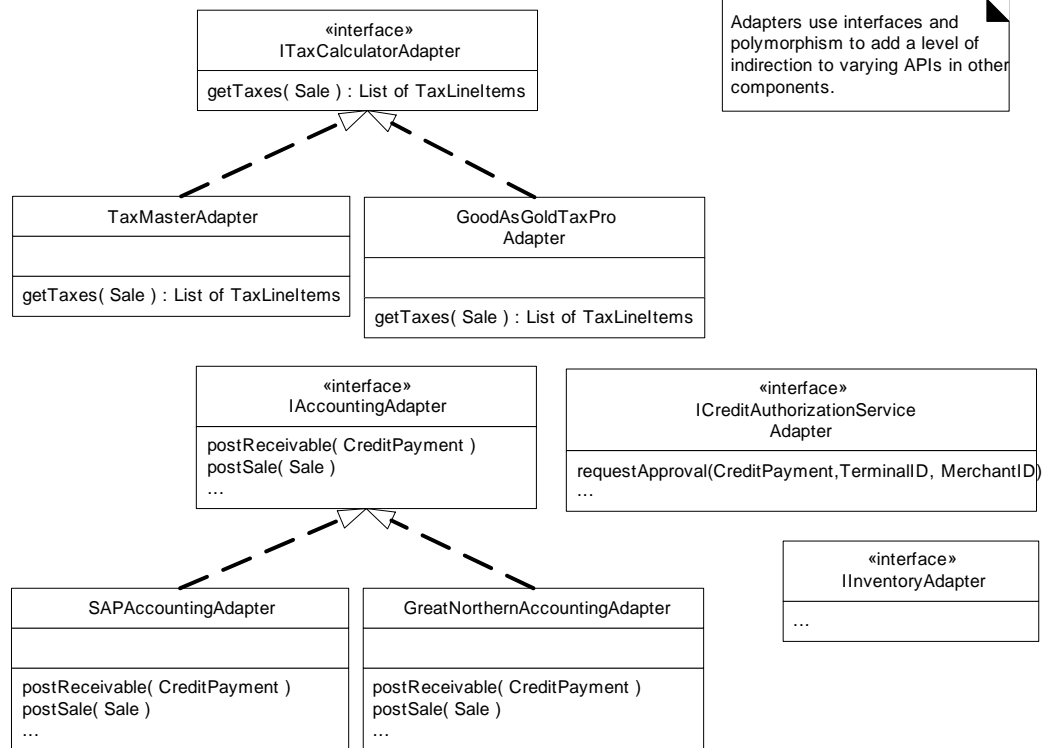 «interface»
ITaxCalculatorAdapter
getTaxes( Sale ) : List of TaxLineItems
Adapters use interfaces and
polymorphism to add a level of
indirection to varying APIs in other
components.
TaxMasterAdapter
getTaxes( Sale ) : List of TaxLineItems
GoodAsGoldTaxPro
Adapter
getTaxes( Sale ) : List of TaxLineItems
«interface»
IAccountingAdapter
postReceivable( CreditPayment )
postSale( Sale )
...
«interface»
ICreditAuthorizationService
Adapter
requestApproval(CreditPayment,TerminalID, MerchantID)
...
«interface»
IInventoryAdapter
...
SAPAccountingAdapter
postReceivable( CreditPayment )
postSale( Sale )
...
GreatNorthernAccountingAdapter
postReceivable( CreditPayment )
postSale( Sale )
...